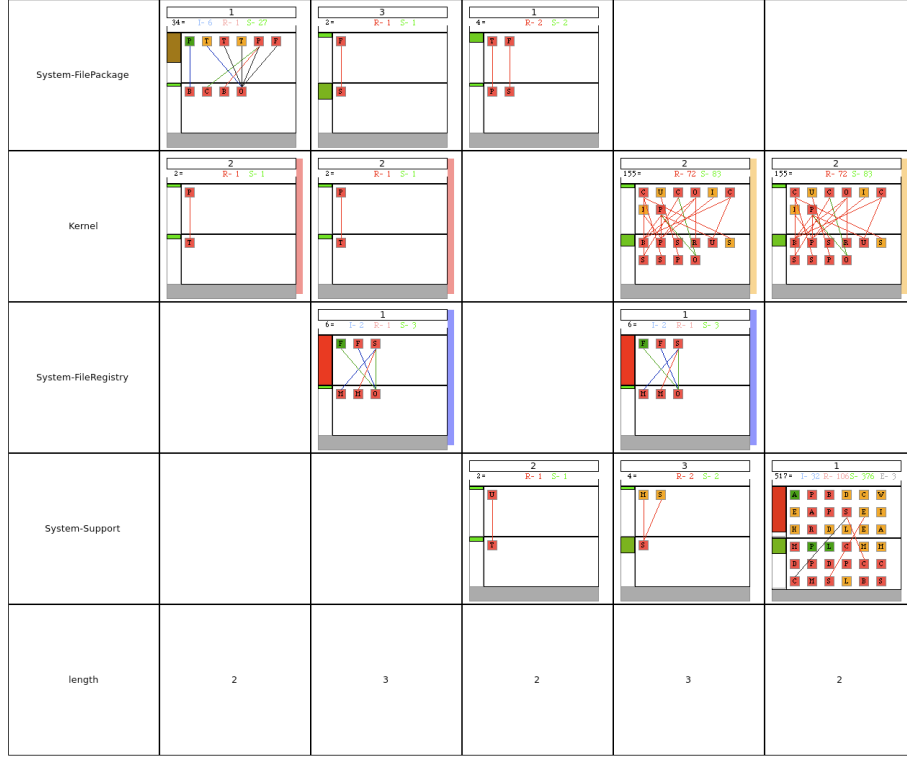 1 3 1
34= I- 6 R- 1 S- 27 2= R- 1 S- 1 4= R- 2 S- 2
P T T T P F F T F
System-FilePackage
B C B O S F S
2 2 2 2
2= R- 1 S- 1 2= R- 1 S- 1 155= R- 72 S- 83 155= R- 72 S- 83
F F C U C O I C C U C O I C
I F I F
Kernel
T T B P S R U S B P S R U S
S S P O S S P O
1 1
6= I- 2 R- 1 S- 3 6= I- 2 R- 1 S- 3
F F S F F S
System-FileRegistry
M M O M M O
2 3 1
2= R- 1 S- 1 4= R- 2 S- 2 517= I- 32 R- 106 S- 376 E- 3
U M S A F B D C W
E A P S E I
System-Support
N R D L E A
T S M P L C M M
D P D P C C
C M S L B S
length 2 3 2 3 2